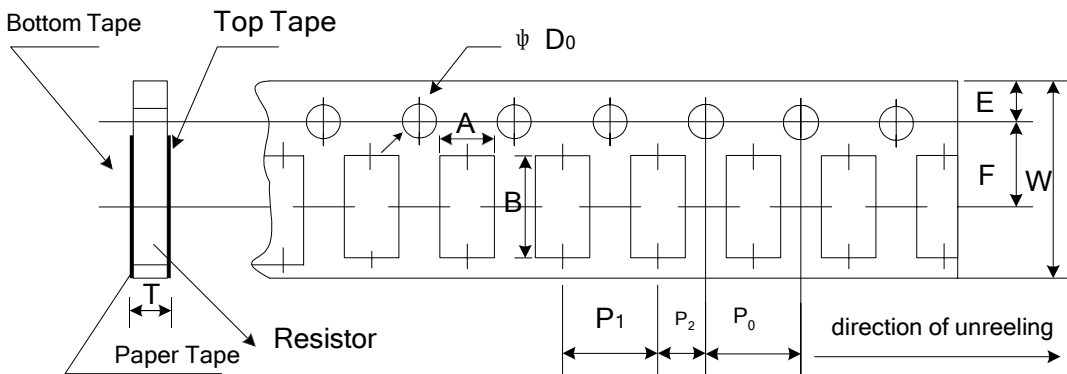 Bottom Tape
Top Tape
ψ D0
E
A
F
W
B
T
Resistor
Paper Tape
P1
P2
P0
direction of unreeling